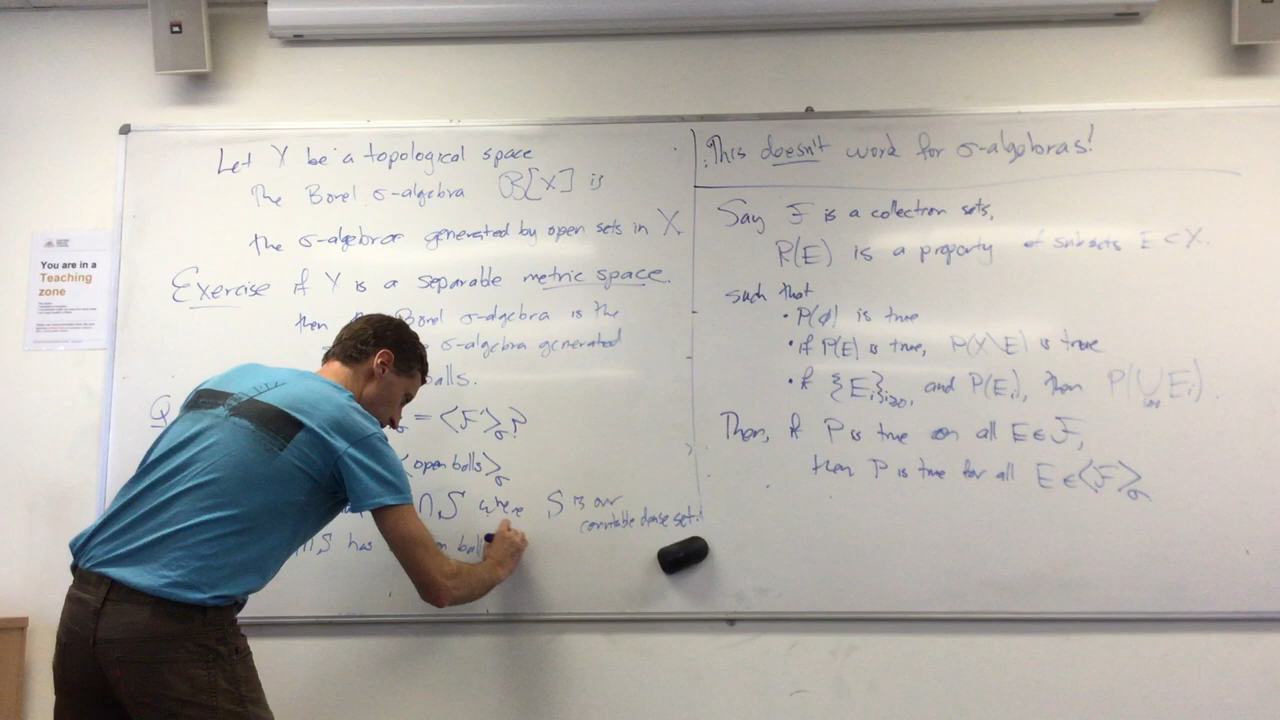 You are in a
Teaching
zone
Let X be a topological space
The Borel σ-algebra B[X] is
the σ-algebra generated by open sets in X
Exercise if X is a separable metric space.
then Borel σ-algebra is the
σ-algebra generated
balls.
Q
σ = <F>σ?
<open balls>σ
∩S where S is our
countable dense set.
∩S has
This doesn't work for σ-algebras!
Say F is a collection sets,
P(E) is a property of subsets E ⊂ X.
such that
• P(ø) is true
• if P(E) is true, P(X\E) is true
• if {Ei}i≥0, and P(Ei), then P(∪Ei).
Then, if P is true on all E∈F,
then P is true for all E ∈<F>σ